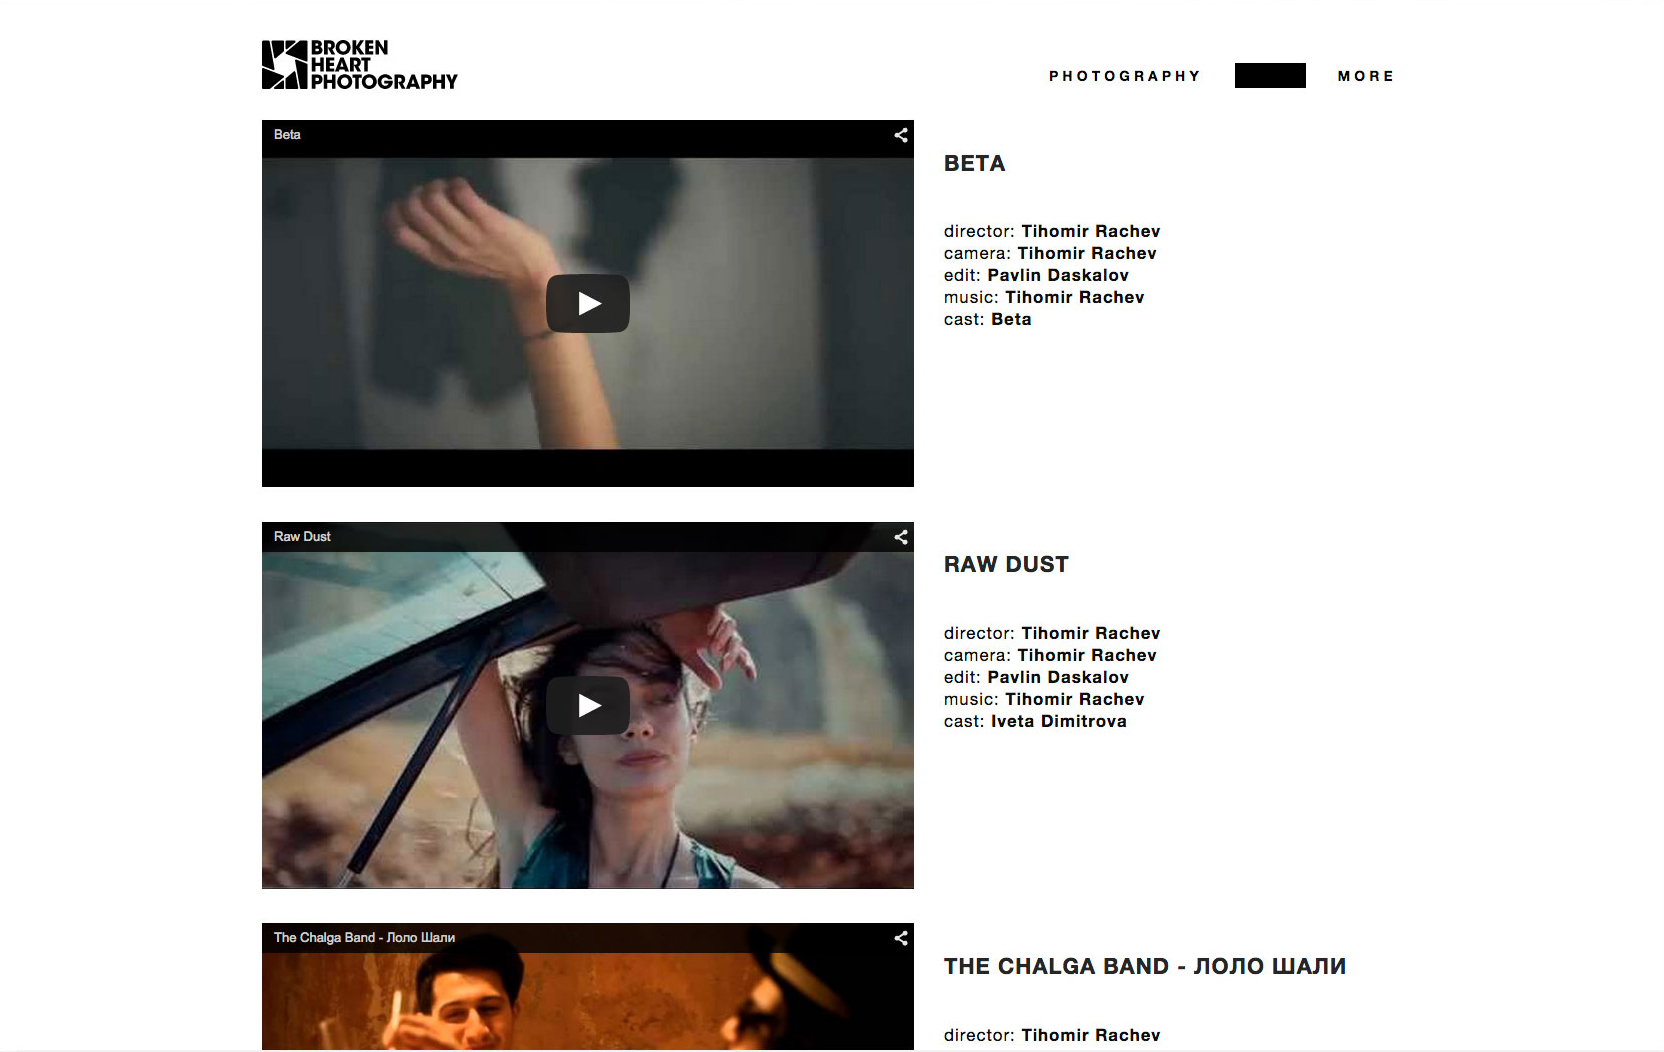 BROKEN
HEART
PHOTOGRAPHY
PHOTOGRAPHY
MORE
Beta
BETA
director: Tihomir Rachev
camera: Tihomir Rachev
edit: Pavlin Daskalov
music: Tihomir Rachev
cast: Beta
Raw Dust
RAW DUST
director: Tihomir Rachev
camera: Tihomir Rachev
edit: Pavlin Daskalov
music: Tihomir Rachev
cast: Iveta Dimitrova
The Chalga Band - Лоло Шали
THE CHALGA BAND - ЛОЛО ШАЛИ
director: Tihomir Rachev